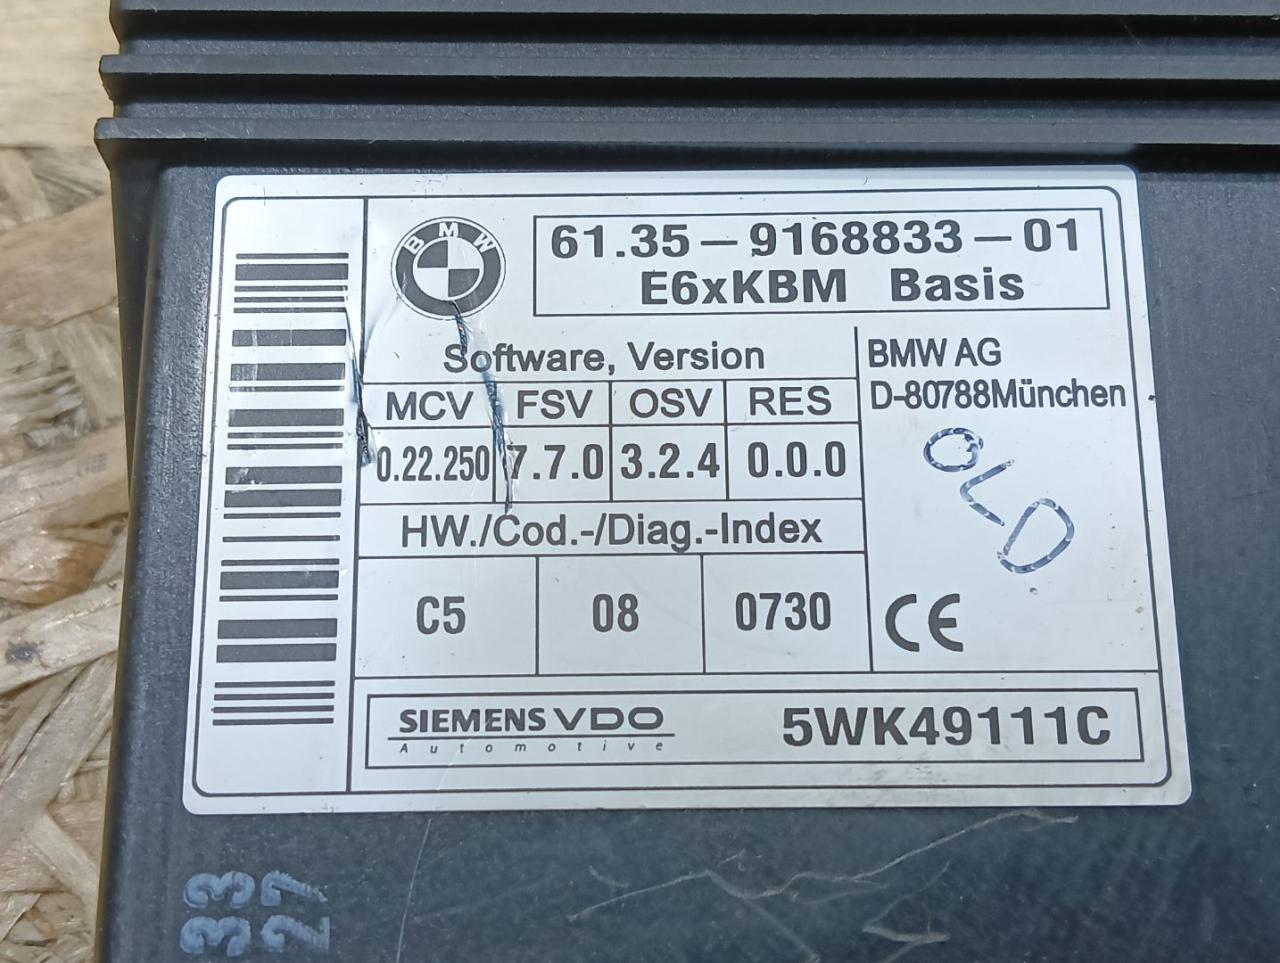 BMW
61.35-9168833-01
E6xKBM Basis
Software, Version
MCV FSV OSV RES
0.22.250 7.7.0 3.2.4 0.0.0
HW./Cod.-/Diag.-Index
C5 08 0730
BMW AG
D-80788München
OLD
CE
SIEMENS VDO
Automotive
5WK49111C
33
27